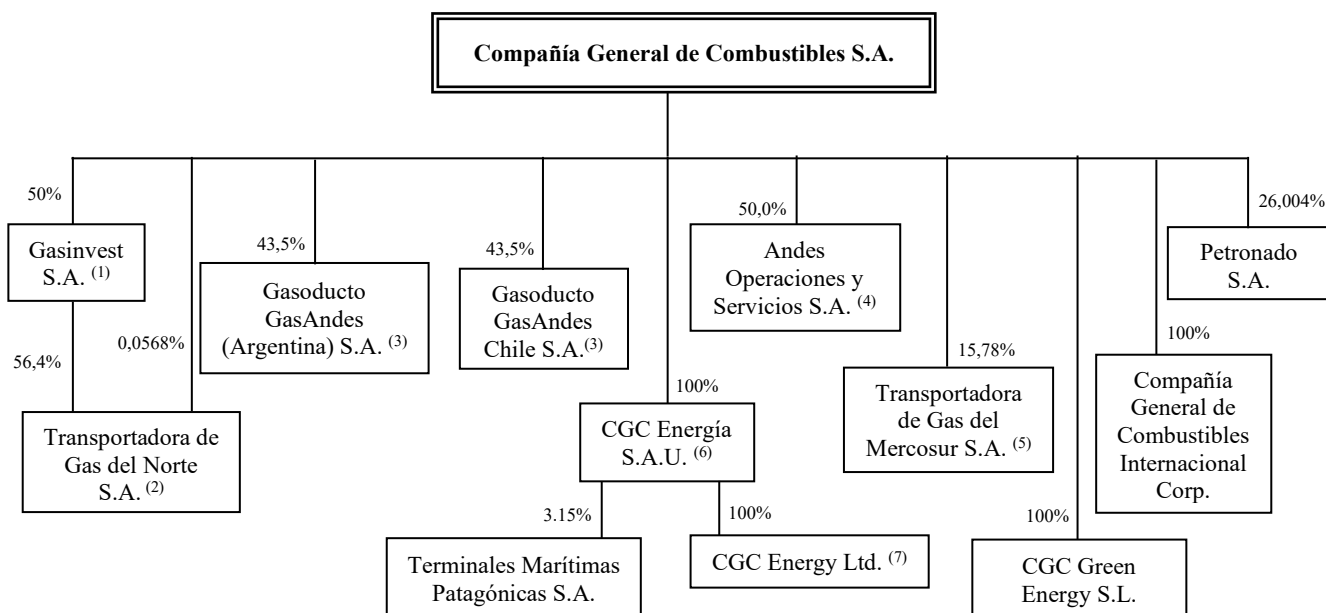 Compañía General de Combustibles S.A.
50%
Gasinvest
S.A. (1)
56,4%
0,0568%
Transportadora de
Gas del Norte
S.A. (2)
43,5%
Gasoducto
GasAndes
(Argentina) S.A. (3)
43,5%
Gasoducto
GasAndes
Chile S.A.(3)
100%
CGC Energía
S.A.U. (6)
3.15%
Terminales Marítimas
Patagónicas S.A.
100%
CGC Energy Ltd. (7)
50,0%
Andes
Operaciones y
Servicios S.A. (4)
15,78%
Transportadora
de Gas del
Mercosur S.A. (5)
100%
CGC Green
Energy S.L.
100%
Compañía
General de
Combustibles
Internacional
Corp.
26,004%
Petronado
S.A.